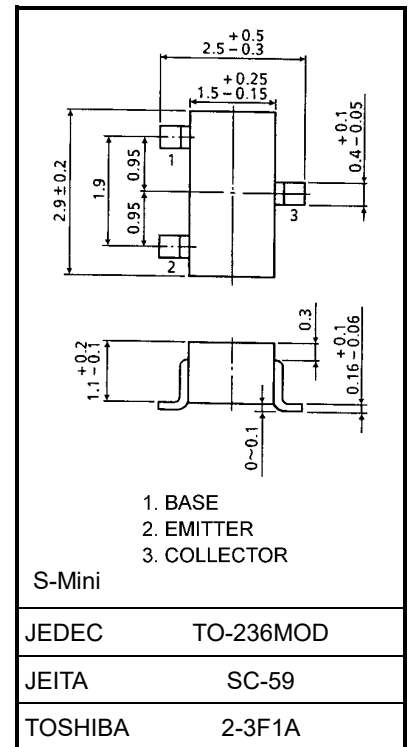 +0.5
2.5 – 0.3
+0.25
1.5 – 0.15
+0.1
0.4 – 0.05
2.9 ± 0.2
1.9
0.95
0.95
1
2
3
+0.2
1.1 – 0.1
0.3
+0.1
0.16 – 0.06
0~0.1
1. BASE
2. EMITTER
3. COLLECTOR
S-Mini
JEDEC TO-236MOD
JEITA SC-59
TOSHIBA 2-3F1A